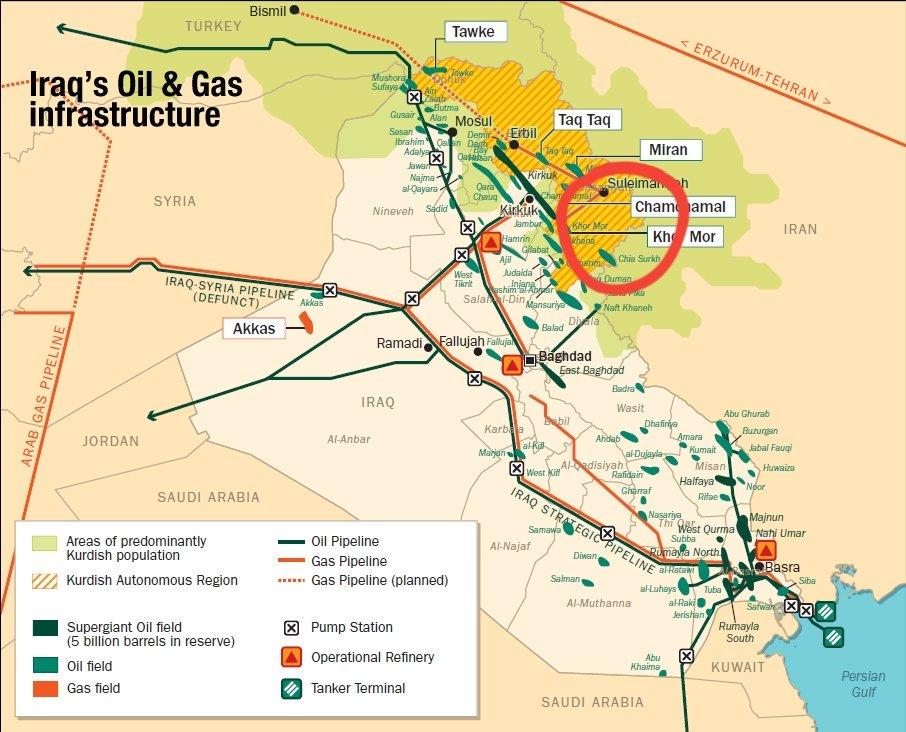 Iraq's Oil & Gas
infrastructure
Bismil
TURKEY
Tawke
Tawke
Mushora
Sufaya
Ain
Zalah
Butma
Gusair
Alan
Mosul
Sasan
Ibrahim
Adaiya
Qalian
Demir
Dagh
Erbil
Taq Taq
Taq Taq
Miran
< ERZURUM-TEHRAN >
Jawan
Najma
al-Qayara
Qara
Chauq
Kirkuk
Suleimaniyah
SYRIA
Nineveh
Sadid
Kirkuk
Chamchamal
Jambur
Khor Mor
Khor Mor
IRAN
Hamrin
Chia Surkh
Ajil
Gilabat
West
Tikrit
Judaida
Injana
Salah al-Din
Mansuriya
Naft Khaneh
Diyala
Balad
IRAQ-SYRIA PIPELINE
(DEFUNCT)
Akkas
Akkas
Ramadi
Fallujah
Fallujah
Baghdad
East Baghdad
ARAB GAS PIPELINE
IRAQ
JORDAN
Al-Anbar
SAUDI ARABIA
Badra
Wasit
Babil
Karbala
Abu Ghurab
Dhafiriya
Buzurgan
Ahdab
Amara
Jabal Fauqi
al-Kifl
Marjan
al-Dujayla
Kumait
Misan
Huwaiza
Al-Qadisiyah
Rafidain
West Kifl
Halfaya
Noor
Gharraf
Rifae
IRAQ STRATEGIC PIPELINE
Nasariya
Majnun
Thi Qar
Samawa
West Qurma
Nahr Umar
Al-Najaf
Subba
Rumayla North
Diwan
Basra
al-Ratawi
Salman
Siba
al-Luhays
Tuba
Al-Muthanna
al-Raki
Safwan
Jerishan
Rumayla
South
Abu
Khaima
KUWAIT
Persian
Gulf
SAUDI ARABIA
Areas of predominantly
Kurdish population
Kurdish Autonomous Region
Supergiant Oil field
(5 billion barrels in reserve)
Oil field
Gas field
Oil Pipeline
Gas Pipeline
Gas Pipeline (planned)
Pump Station
Operational Refinery
Tanker Terminal